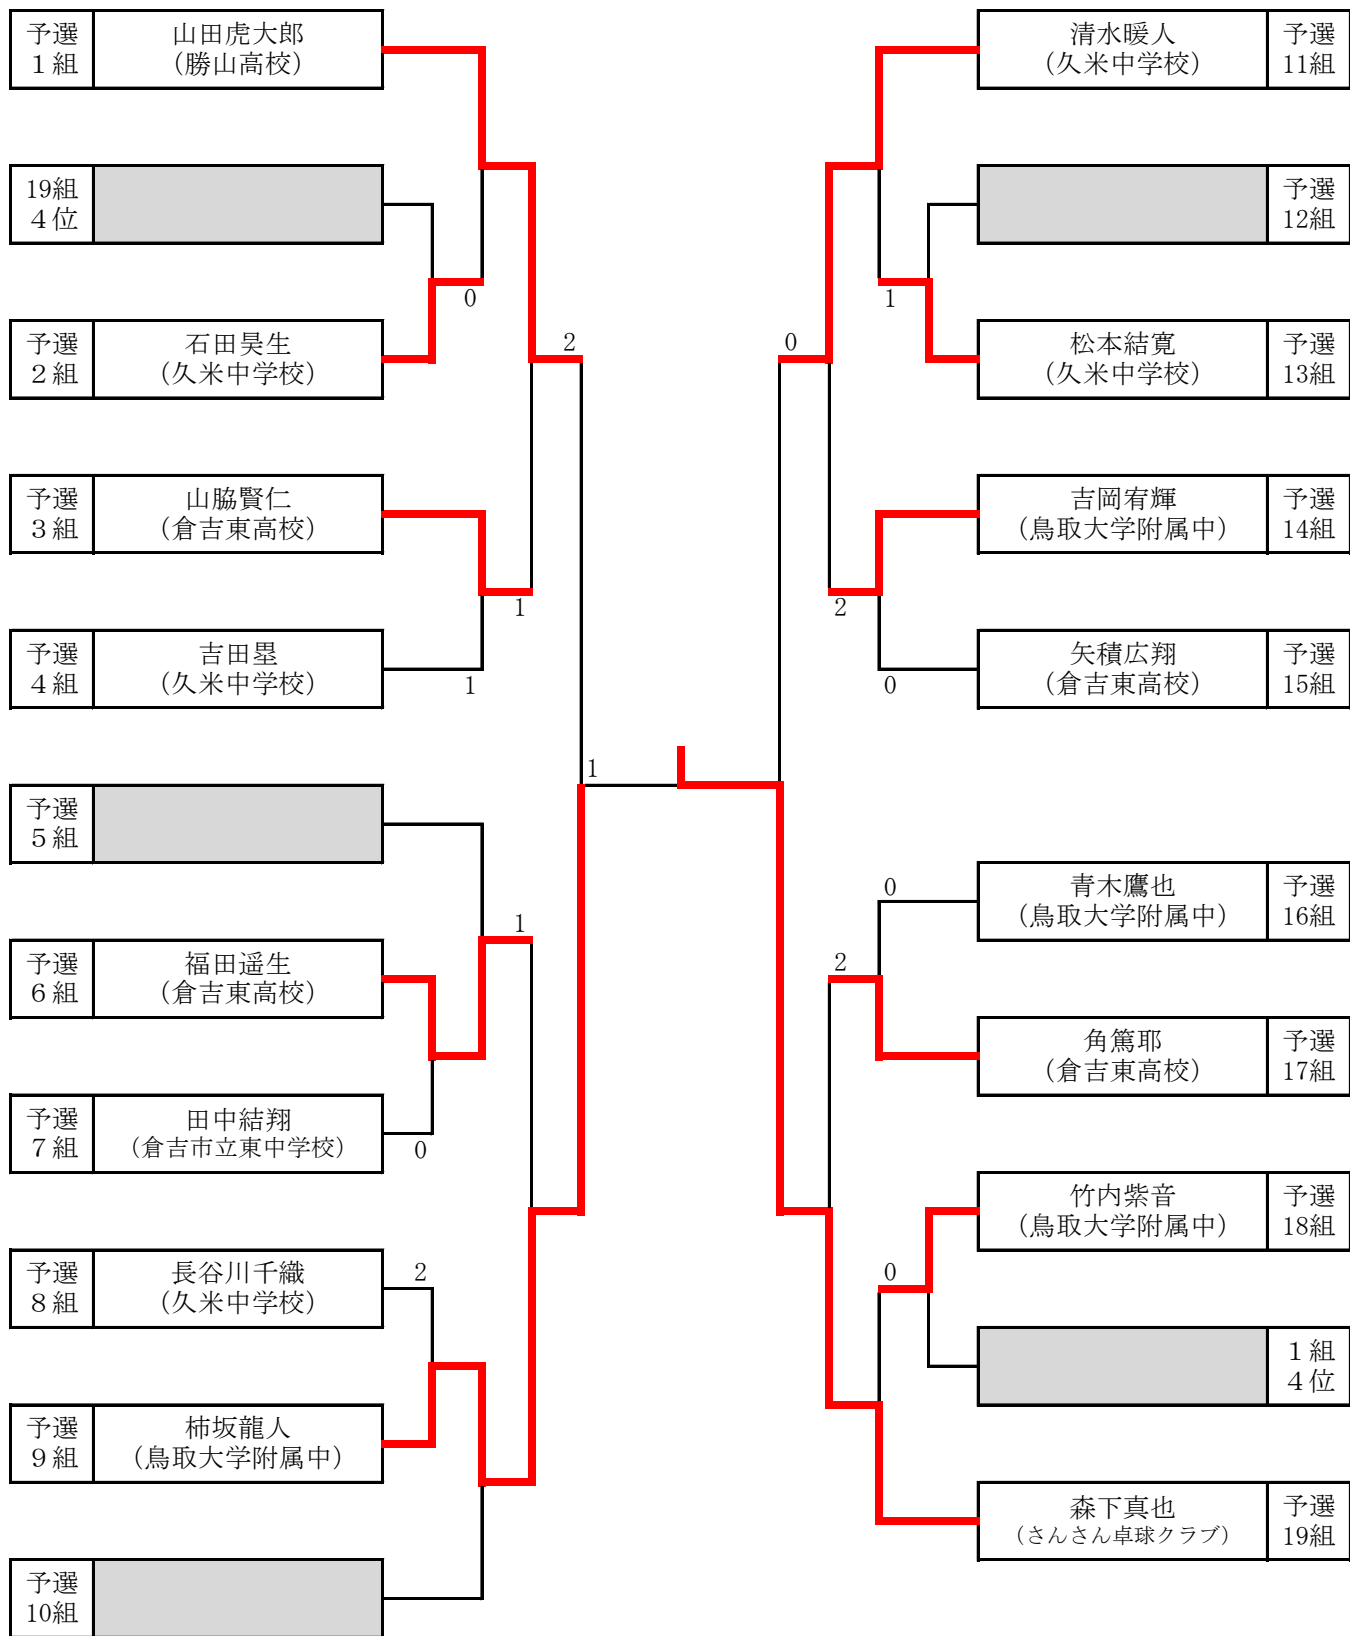 予選
１組
山田虎大郎
（勝山高校）
19組
４位
0
予選
２組
石田昊生
（久米中学校）
2
予選
３組
山脇賢仁
（倉吉東高校）
1
予選
４組
吉田塁
（久米中学校）
1
1
予選
５組
1
予選
６組
福田遥生
（倉吉東高校）
予選
７組
田中結翔
（倉吉市立東中学校）
0
予選
８組
長谷川千織
（久米中学校）
2
予選
９組
柿坂龍人
（鳥取大学附属中）
予選
10組
清水暖人
（久米中学校）
予選
11組
予選
12組
1
0
松本結寛
（久米中学校）
予選
13組
吉岡宥輝
（鳥取大学附属中）
予選
14組
2
矢積広翔
（倉吉東高校）
予選
15組
0
0
青木鷹也
（鳥取大学附属中）
予選
16組
2
角篤耶
（倉吉東高校）
予選
17組
竹内紫音
（鳥取大学附属中）
予選
18組
0
１組
４位
森下真也
（さんさん卓球クラブ）
予選
19組